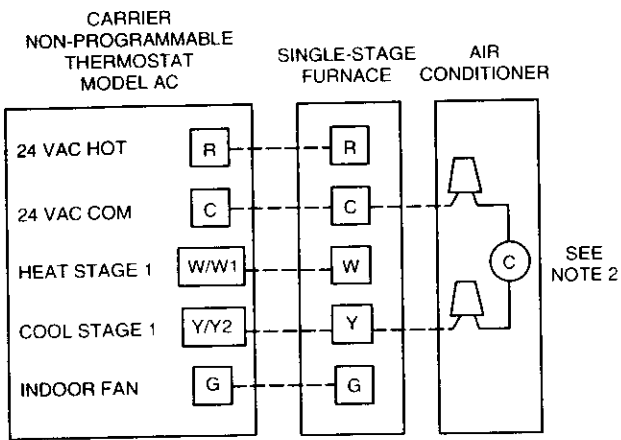 CARRIER
NON-PROGRAMMABLE
THERMOSTAT
MODEL AC
SINGLE-STAGE
FURNACE
AIR
CONDITIONER
24 VAC HOT R R
24 VAC COM C C
HEAT STAGE 1 W/W1 W
C
SEE
NOTE 2
COOL STAGE 1 Y/Y2 Y
INDOOR FAN G G